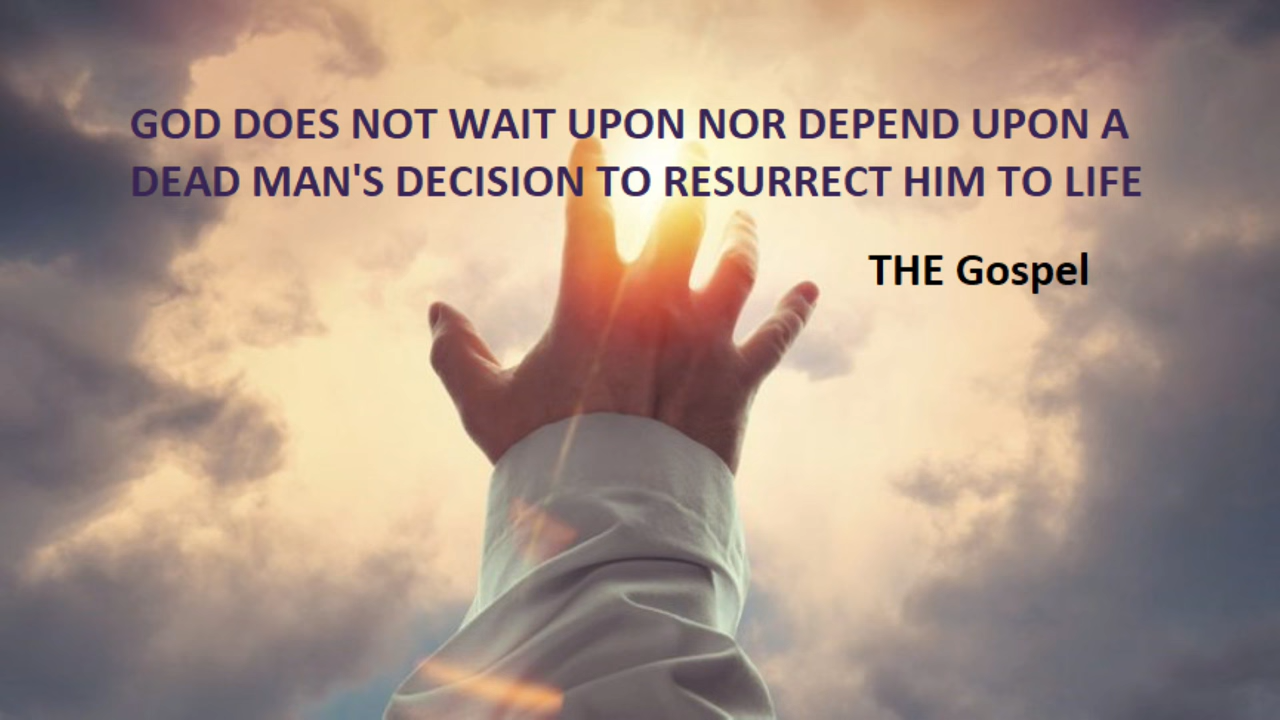 GOD DOES NOT WAIT UPON NOR DEPEND UPON A
DEAD MAN'S DECISION TO RESURRECT HIM TO LIFE
THE Gospel